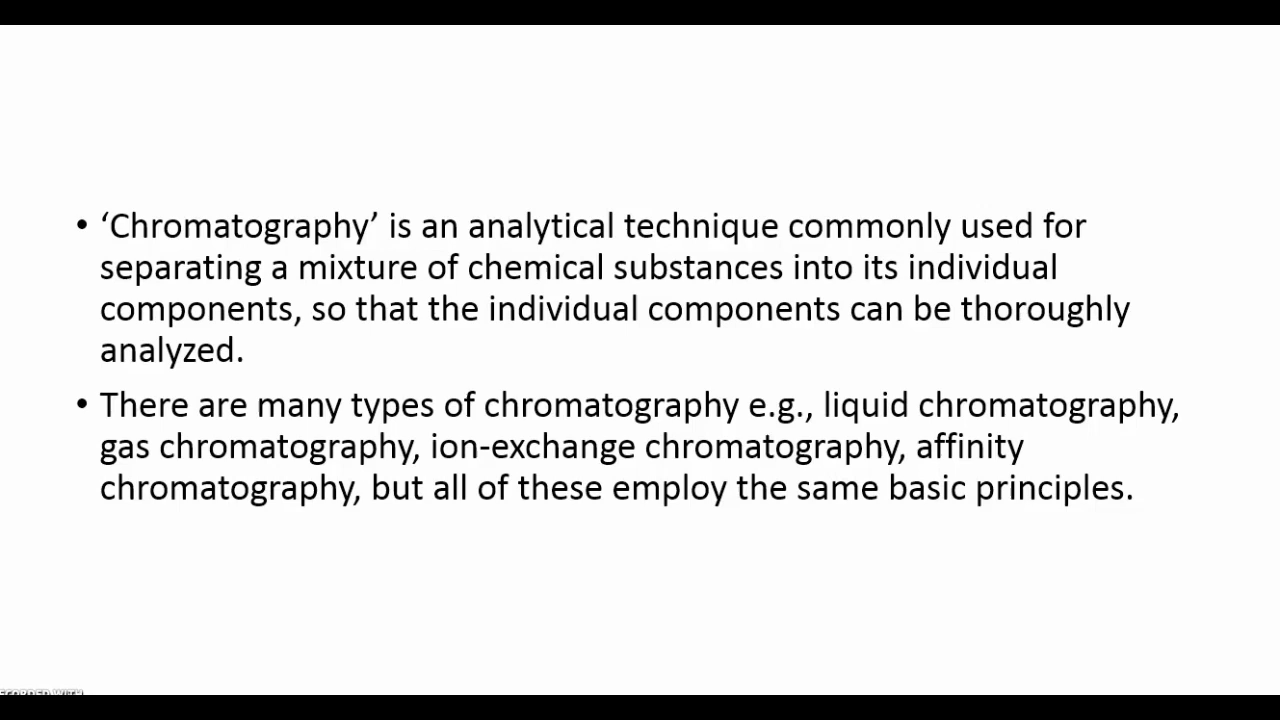 • ‘Chromatography’ is an analytical technique commonly used for
separating a mixture of chemical substances into its individual
components, so that the individual components can be thoroughly
analyzed.
• There are many types of chromatography e.g., liquid chromatography,
gas chromatography, ion-exchange chromatography, affinity
chromatography, but all of these employ the same basic principles.